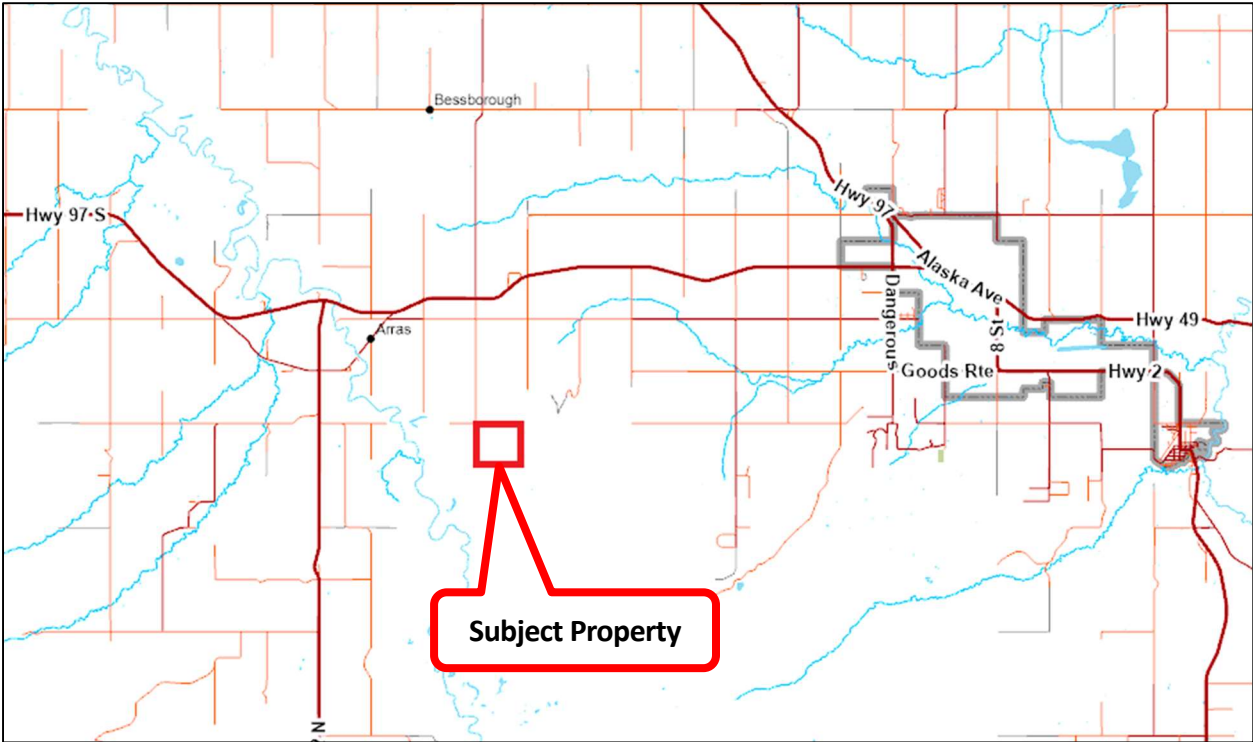 Bessborough
Hwy 97 S
Hwy 97
Alaska Ave
Dangerous
Goods Rte
8 St
Hwy 49
Hwy 2
Arras
Subject Property
N